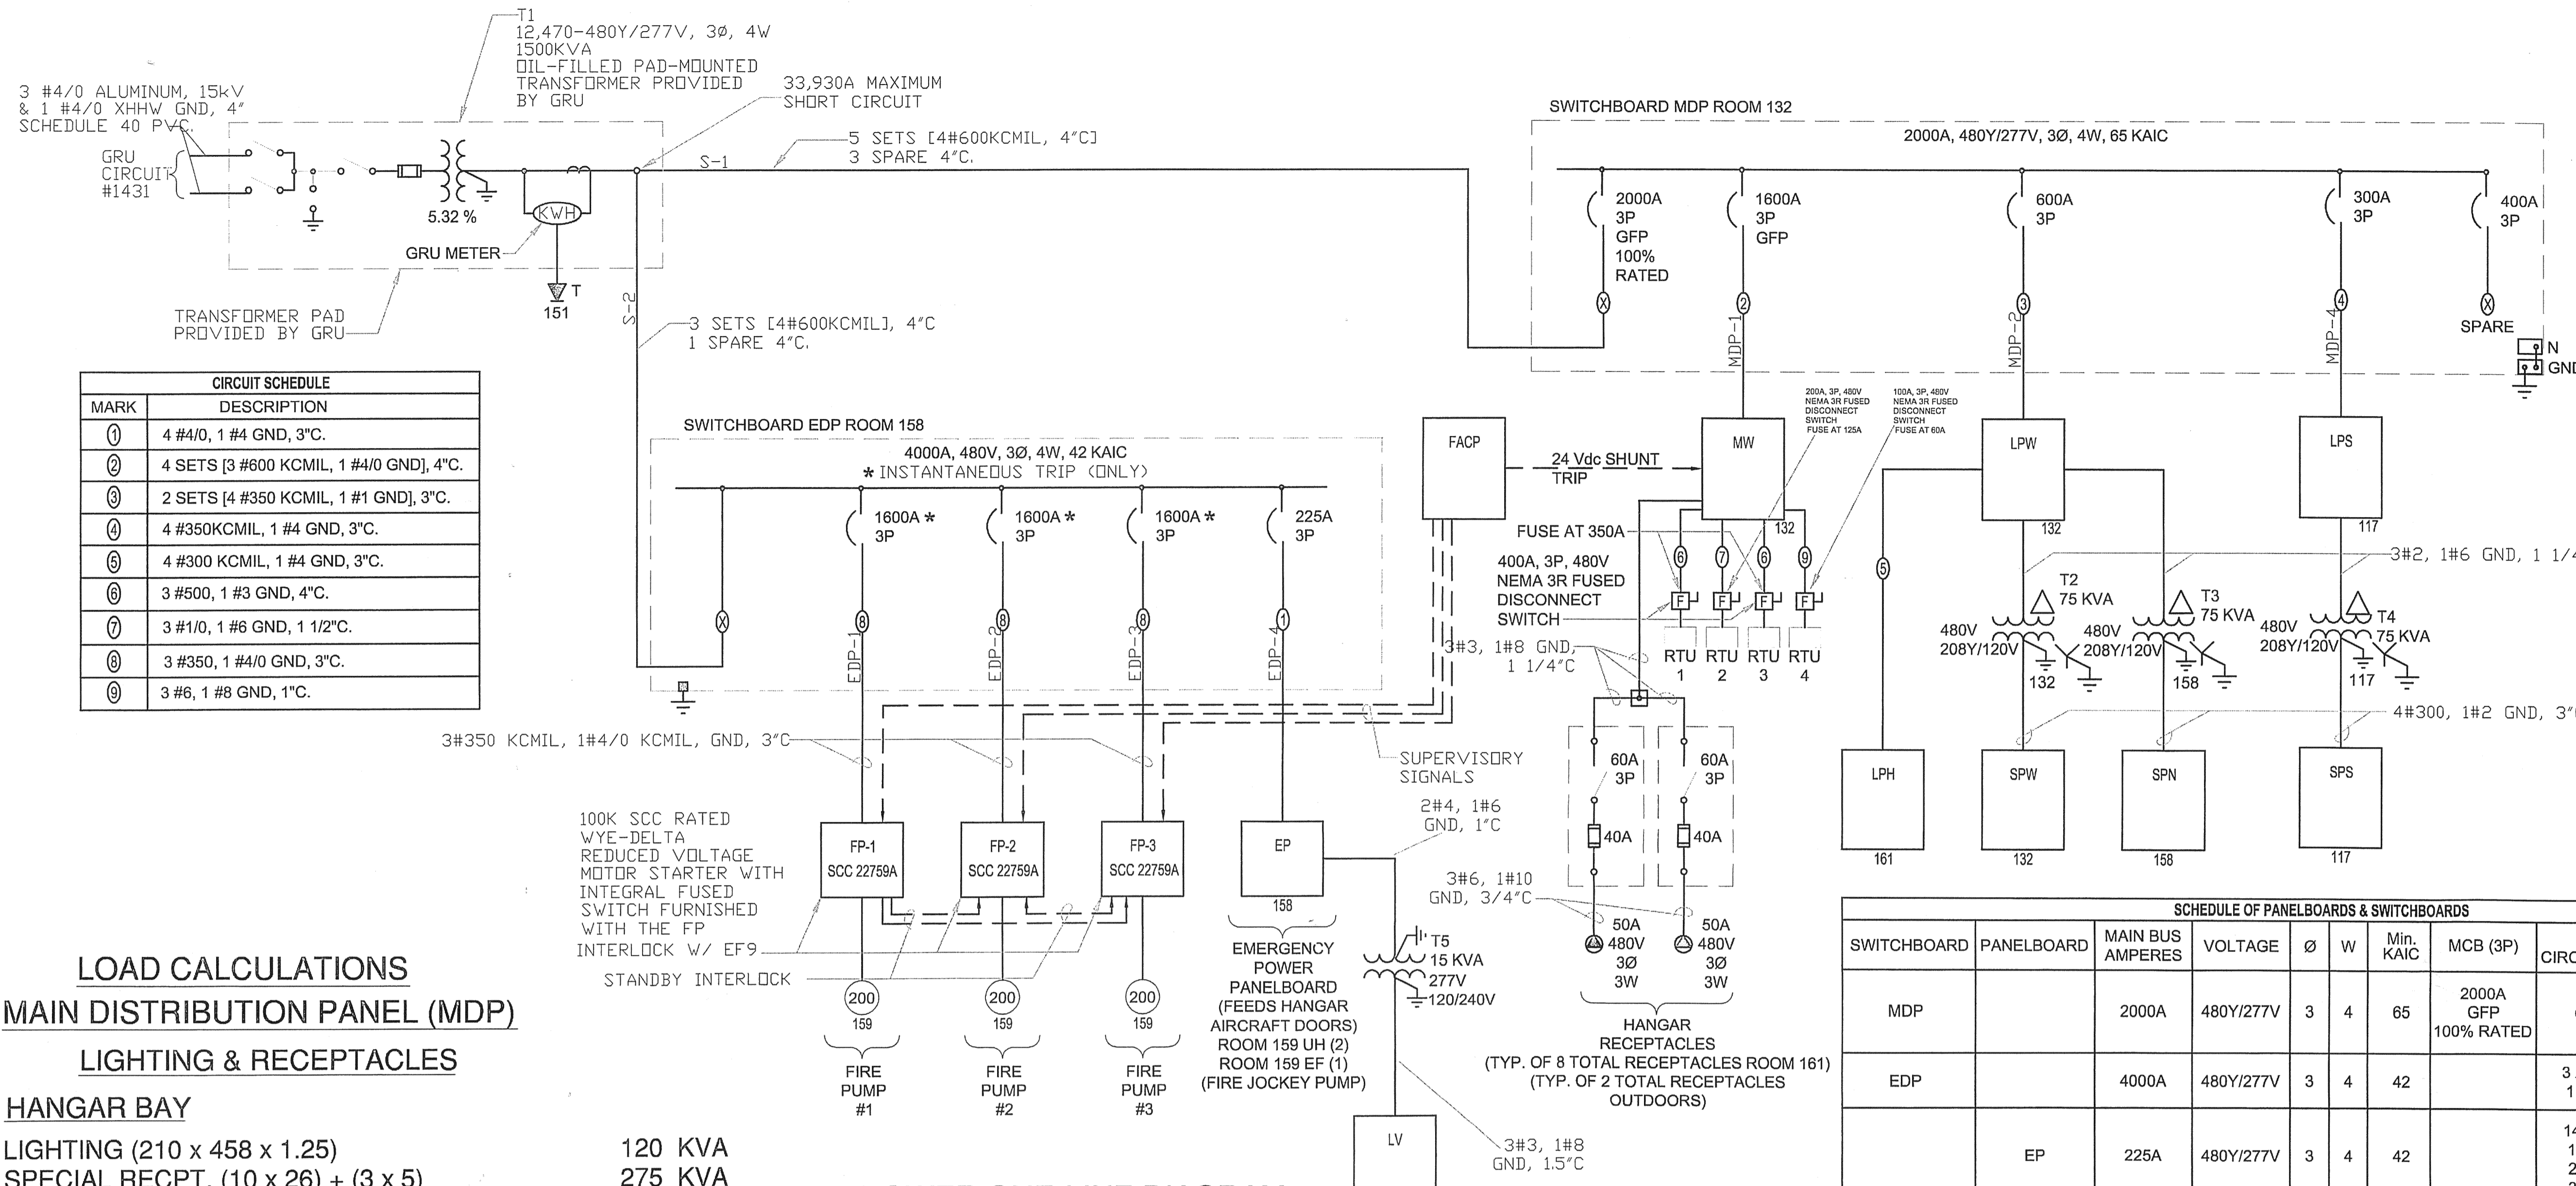 T1
12,470-480Y/277V, 3Ø, 4W
1500KVA
OIL-FILLED PAD-MOUNTED
TRANSFORMER PROVIDED
BY GRU
33,930A MAXIMUM
SHORT CIRCUIT
3 #4/0 ALUMINUM, 15kV
& 1 #4/0 XHHW GND, 4"
SCHEDULE 40 PVC.
GRU
CIRCUIT
#1431
5.32 %
KWH
GRU METER
T
151
TRANSFORMER PAD
PROVIDED BY GRU
S-1
5 SETS [4#600KCMIL, 4"C]
3 SPARE 4"C.
S-2
3 SETS [4#600KCMIL], 4"C
1 SPARE 4"C.
SWITCHBOARD MDP ROOM 132
2000A, 480Y/277V, 3Ø, 4W, 65 KAIC
2000A
3P
GFP
100%
RATED
X
1600A
3P
GFP
2
MDP-1
600A
3P
3
MDP-2
300A
3P
4
MDP-4
400A
3P
X
SPARE
N
GND
CIRCUIT SCHEDULE
MARK DESCRIPTION
1 4 #4/0, 1 #4 GND, 3"C.
2 4 SETS [3 #600 KCMIL, 1 #4/0 GND], 4"C.
3 2 SETS [4 #350 KCMIL, 1 #1 GND], 3"C.
4 4 #350KCMIL, 1 #4 GND, 3"C.
5 4 #300 KCMIL, 1 #4 GND, 3"C.
6 3 #500, 1 #3 GND, 4"C.
7 3 #1/0, 1 #6 GND, 1 1/2"C.
8 3 #350, 1 #4/0 GND, 3"C.
9 3 #6, 1 #8 GND, 1"C.
SWITCHBOARD EDP ROOM 158
4000A, 480V, 3Ø, 4W, 42 KAIC
* INSTANTANEOUS TRIP (ONLY)
X
1600A *
3P
8
EDP-1
1600A *
3P
8
EDP-2
1600A *
3P
8
EDP-3
225A
3P
1
EDP-4
FACP
24 Vdc SHUNT
TRIP
MW
132
200A, 3P, 480V
NEMA 3R FUSED
DISCONNECT
SWITCH
FUSE AT 125A
100A, 3P, 480V
NEMA 3R FUSED
DISCONNECT
SWITCH
FUSE AT 60A
FUSE AT 350A
400A, 3P, 480V
NEMA 3R FUSED
DISCONNECT
SWITCH
6 7 6 9
F F F F
RTU RTU RTU RTU
1 2 3 4
3#3, 1#8 GND,
1 1/4"C
LPW
132
LPS
117
5
3#2, 1#6 GND, 1 1/4
T2
75 KVA
480V
208Y/120V
132
T3
75 KVA
480V
208Y/120V
158
T4
75 KVA
480V
208Y/120V
117
4#300, 1#2 GND, 3"
LPH
161
SPW
132
SPN
158
SPS
117
3#350 KCMIL, 1#4/0 KCMIL, GND, 3"C
SUPERVISORY
SIGNALS
100K SCC RATED
WYE-DELTA
REDUCED VOLTAGE
MOTOR STARTER WITH
INTEGRAL FUSED
SWITCH FURNISHED
WITH THE FP
INTERLOCK W/ EF9
STANDBY INTERLOCK
FP-1
SCC 22759A
FP-2
SCC 22759A
FP-3
SCC 22759A
200
159
FIRE
PUMP
#1
200
159
FIRE
PUMP
#2
200
159
FIRE
PUMP
#3
EP
158
EMERGENCY
POWER
PANELBOARD
(FEEDS HANGAR
AIRCRAFT DOORS)
ROOM 159 UH (2)
ROOM 159 EF (1)
(FIRE JOCKEY PUMP)
2#4, 1#6
GND, 1"C
T5
15 KVA
277V
120/240V
LV
3#3, 1#8
GND, 1.5"C
60A
3P
40A
60A
3P
40A
3#6, 1#10
GND, 3/4"C
50A
480V
3Ø
3W
50A
480V
3Ø
3W
HANGAR
RECEPTACLES
(TYP. OF 8 TOTAL RECEPTACLES ROOM 161)
(TYP. OF 2 TOTAL RECEPTACLES
OUTDOORS)
LOAD CALCULATIONS
MAIN DISTRIBUTION PANEL (MDP)
LIGHTING & RECEPTACLES
HANGAR BAY
LIGHTING (210 x 458 x 1.25) 120 KVA
SPECIAL RECPT. (10 x 26) + (3 x 5) 275 KVA
SCHEDULE OF PANELBOARDS & SWITCHBOARDS
SWITCHBOARD PANELBOARD MAIN BUS AMPERES VOLTAGE Ø W Min. KAIC MCB (3P) CIRC
MDP 2000A 480Y/277V 3 4 65 2000A GFP 100% RATED
EDP 4000A 480Y/277V 3 4 42
EP 225A 480Y/277V 3 4 42